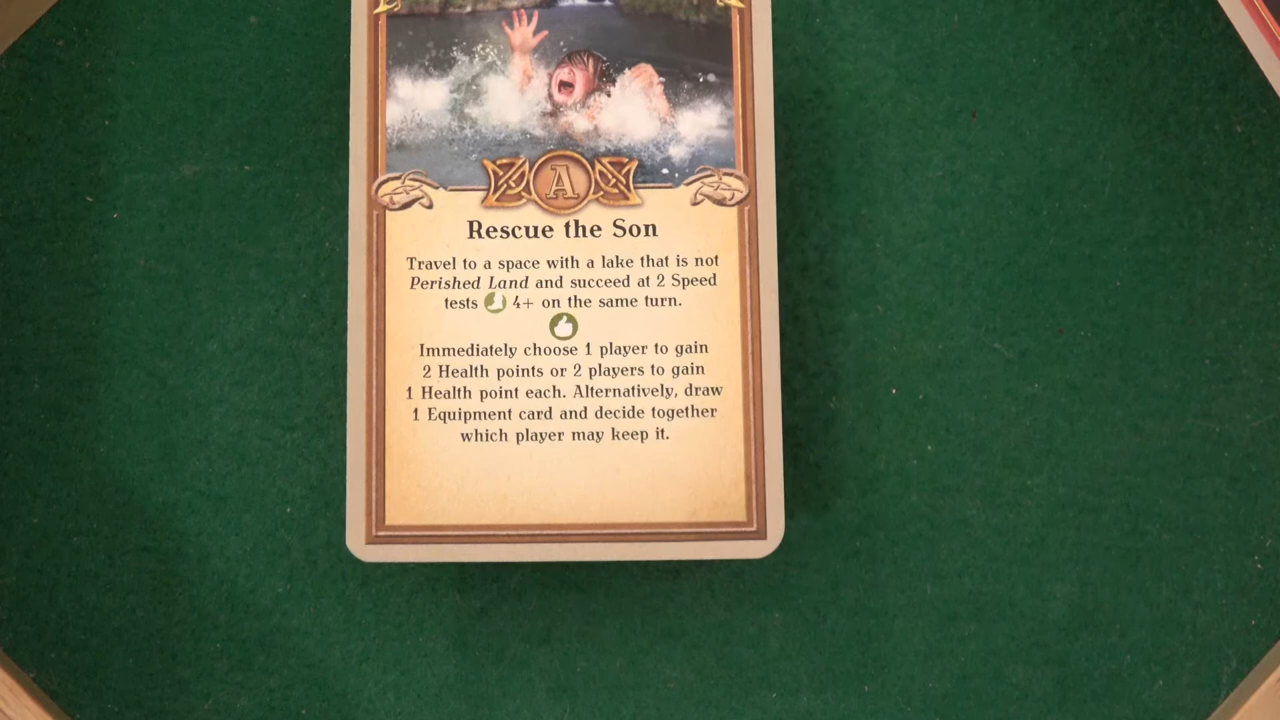 A
Rescue the Son
Travel to a space with a lake that is not
Perished Land and succeed at 2 Speed
tests 4+ on the same turn.
Immediately choose 1 player to gain
2 Health points or 2 players to gain
1 Health point each. Alternatively, draw
1 Equipment card and decide together
which player may keep it.